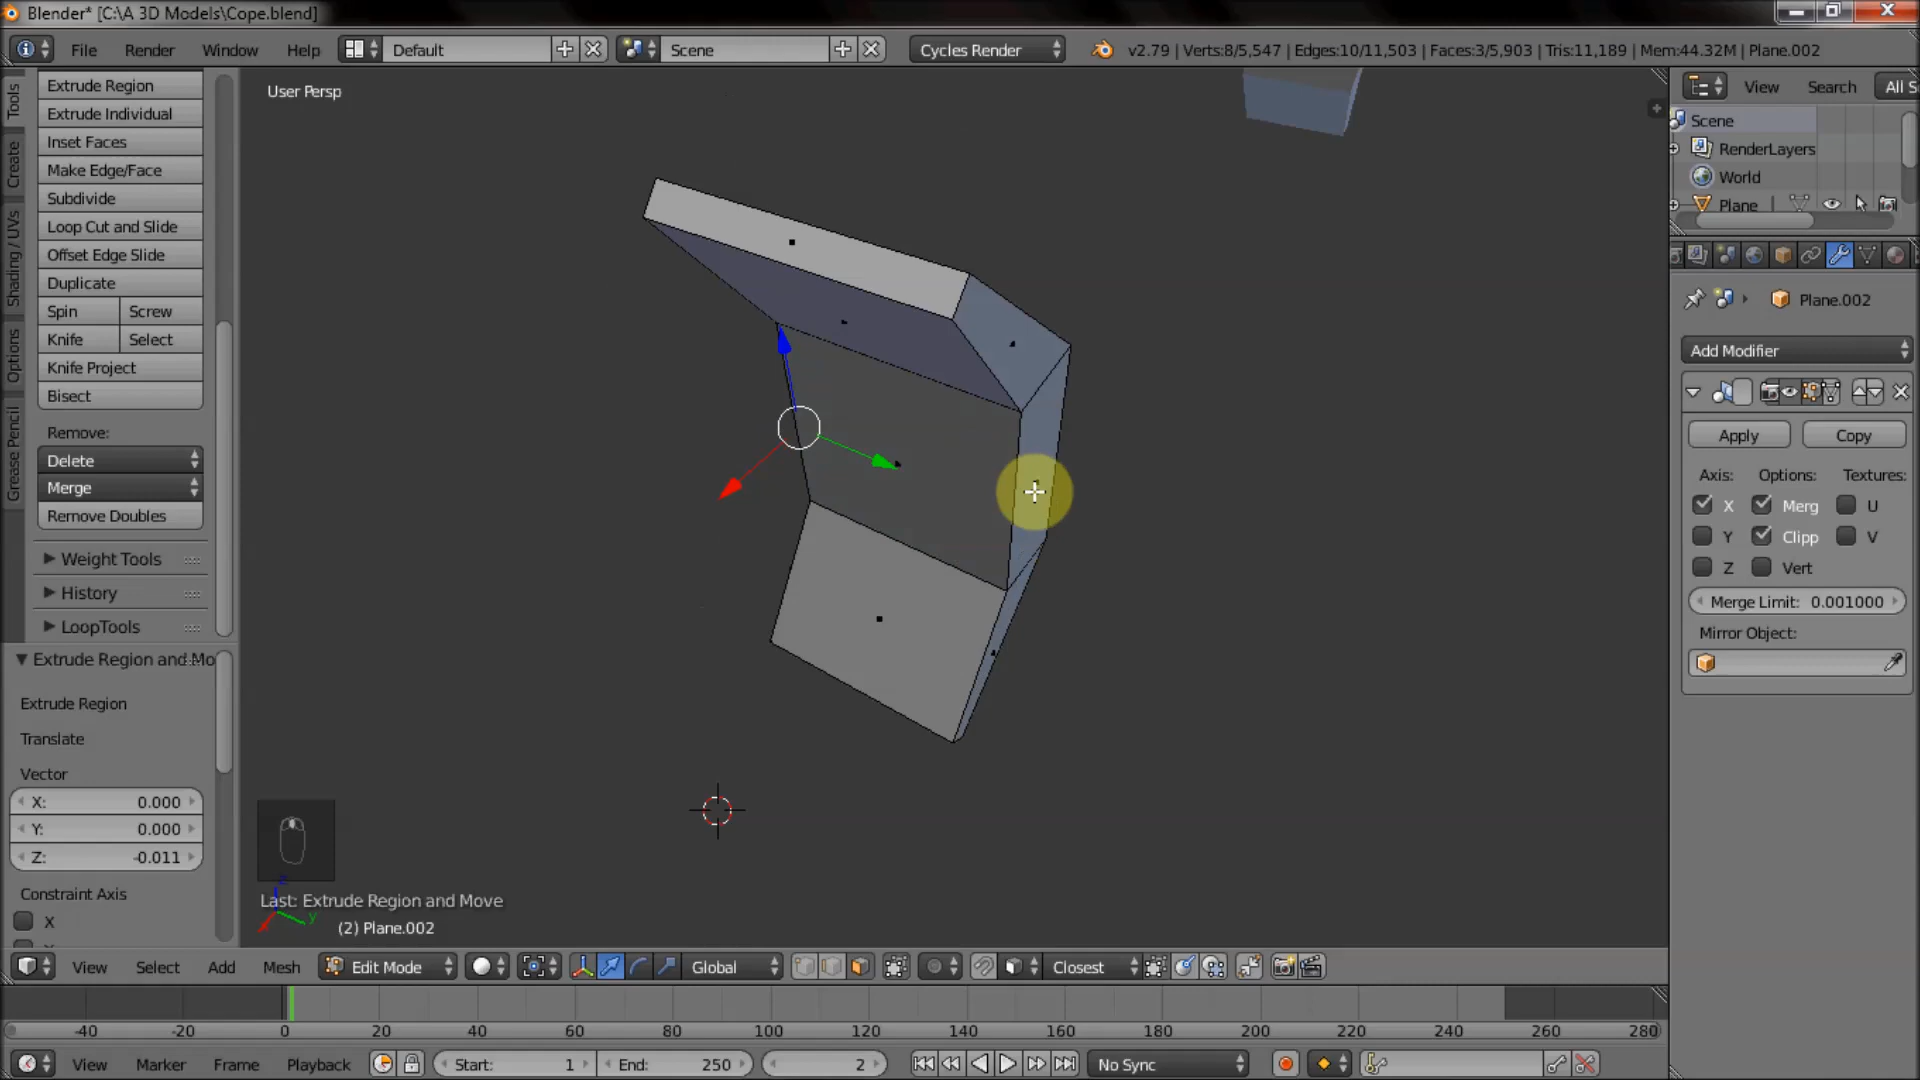 Blender* [C:\A 3D Models\Cope.blend]
File Render Window Help Default Scene Cycles Render v2.79 | Verts:8/5,547 | Edges:10/11,503 | Faces:3/5,903 | Tris:11,189 | Mem:44.32M | Plane.002
Tools
Create
Shading / UVs
Options
Grease Pencil
Extrude Region
Extrude Individual
Inset Faces
Make Edge/Face
Subdivide
Loop Cut and Slide
Offset Edge Slide
Duplicate
Spin Screw
Knife Select
Knife Project
Bisect
Remove:
Delete
Merge
Remove Doubles
Weight Tools
History
LoopTools
Extrude Region and Mo
Extrude Region
Translate
Vector
X: 0.000
Y: 0.000
Z: -0.011
Constraint Axis
X
User Persp
z
y
Last: Extrude Region and Move
(2) Plane.002
View Search All S
Scene
RenderLayers
World
Plane
Plane.002
Add Modifier
Apply Copy
Axis: Options: Textures:
X Merg U
Y Clipp V
Z Vert
Merge Limit: 0.001000
Mirror Object:
View Select Add Mesh Edit Mode Global Closest
-40 -20 0 20 40 60 80 100 120 140 160 180 200 220 240 260 280
View Marker Frame Playback Start: 1 End: 250 2 No Sync